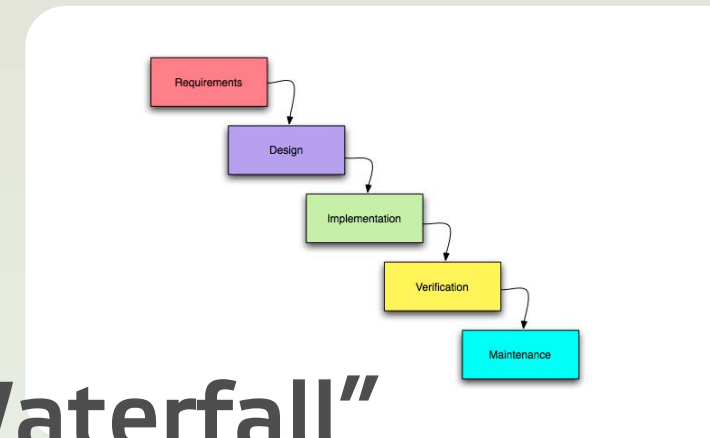 Requirements
Design
Implementation
Verification
Maintenance
aterfall”